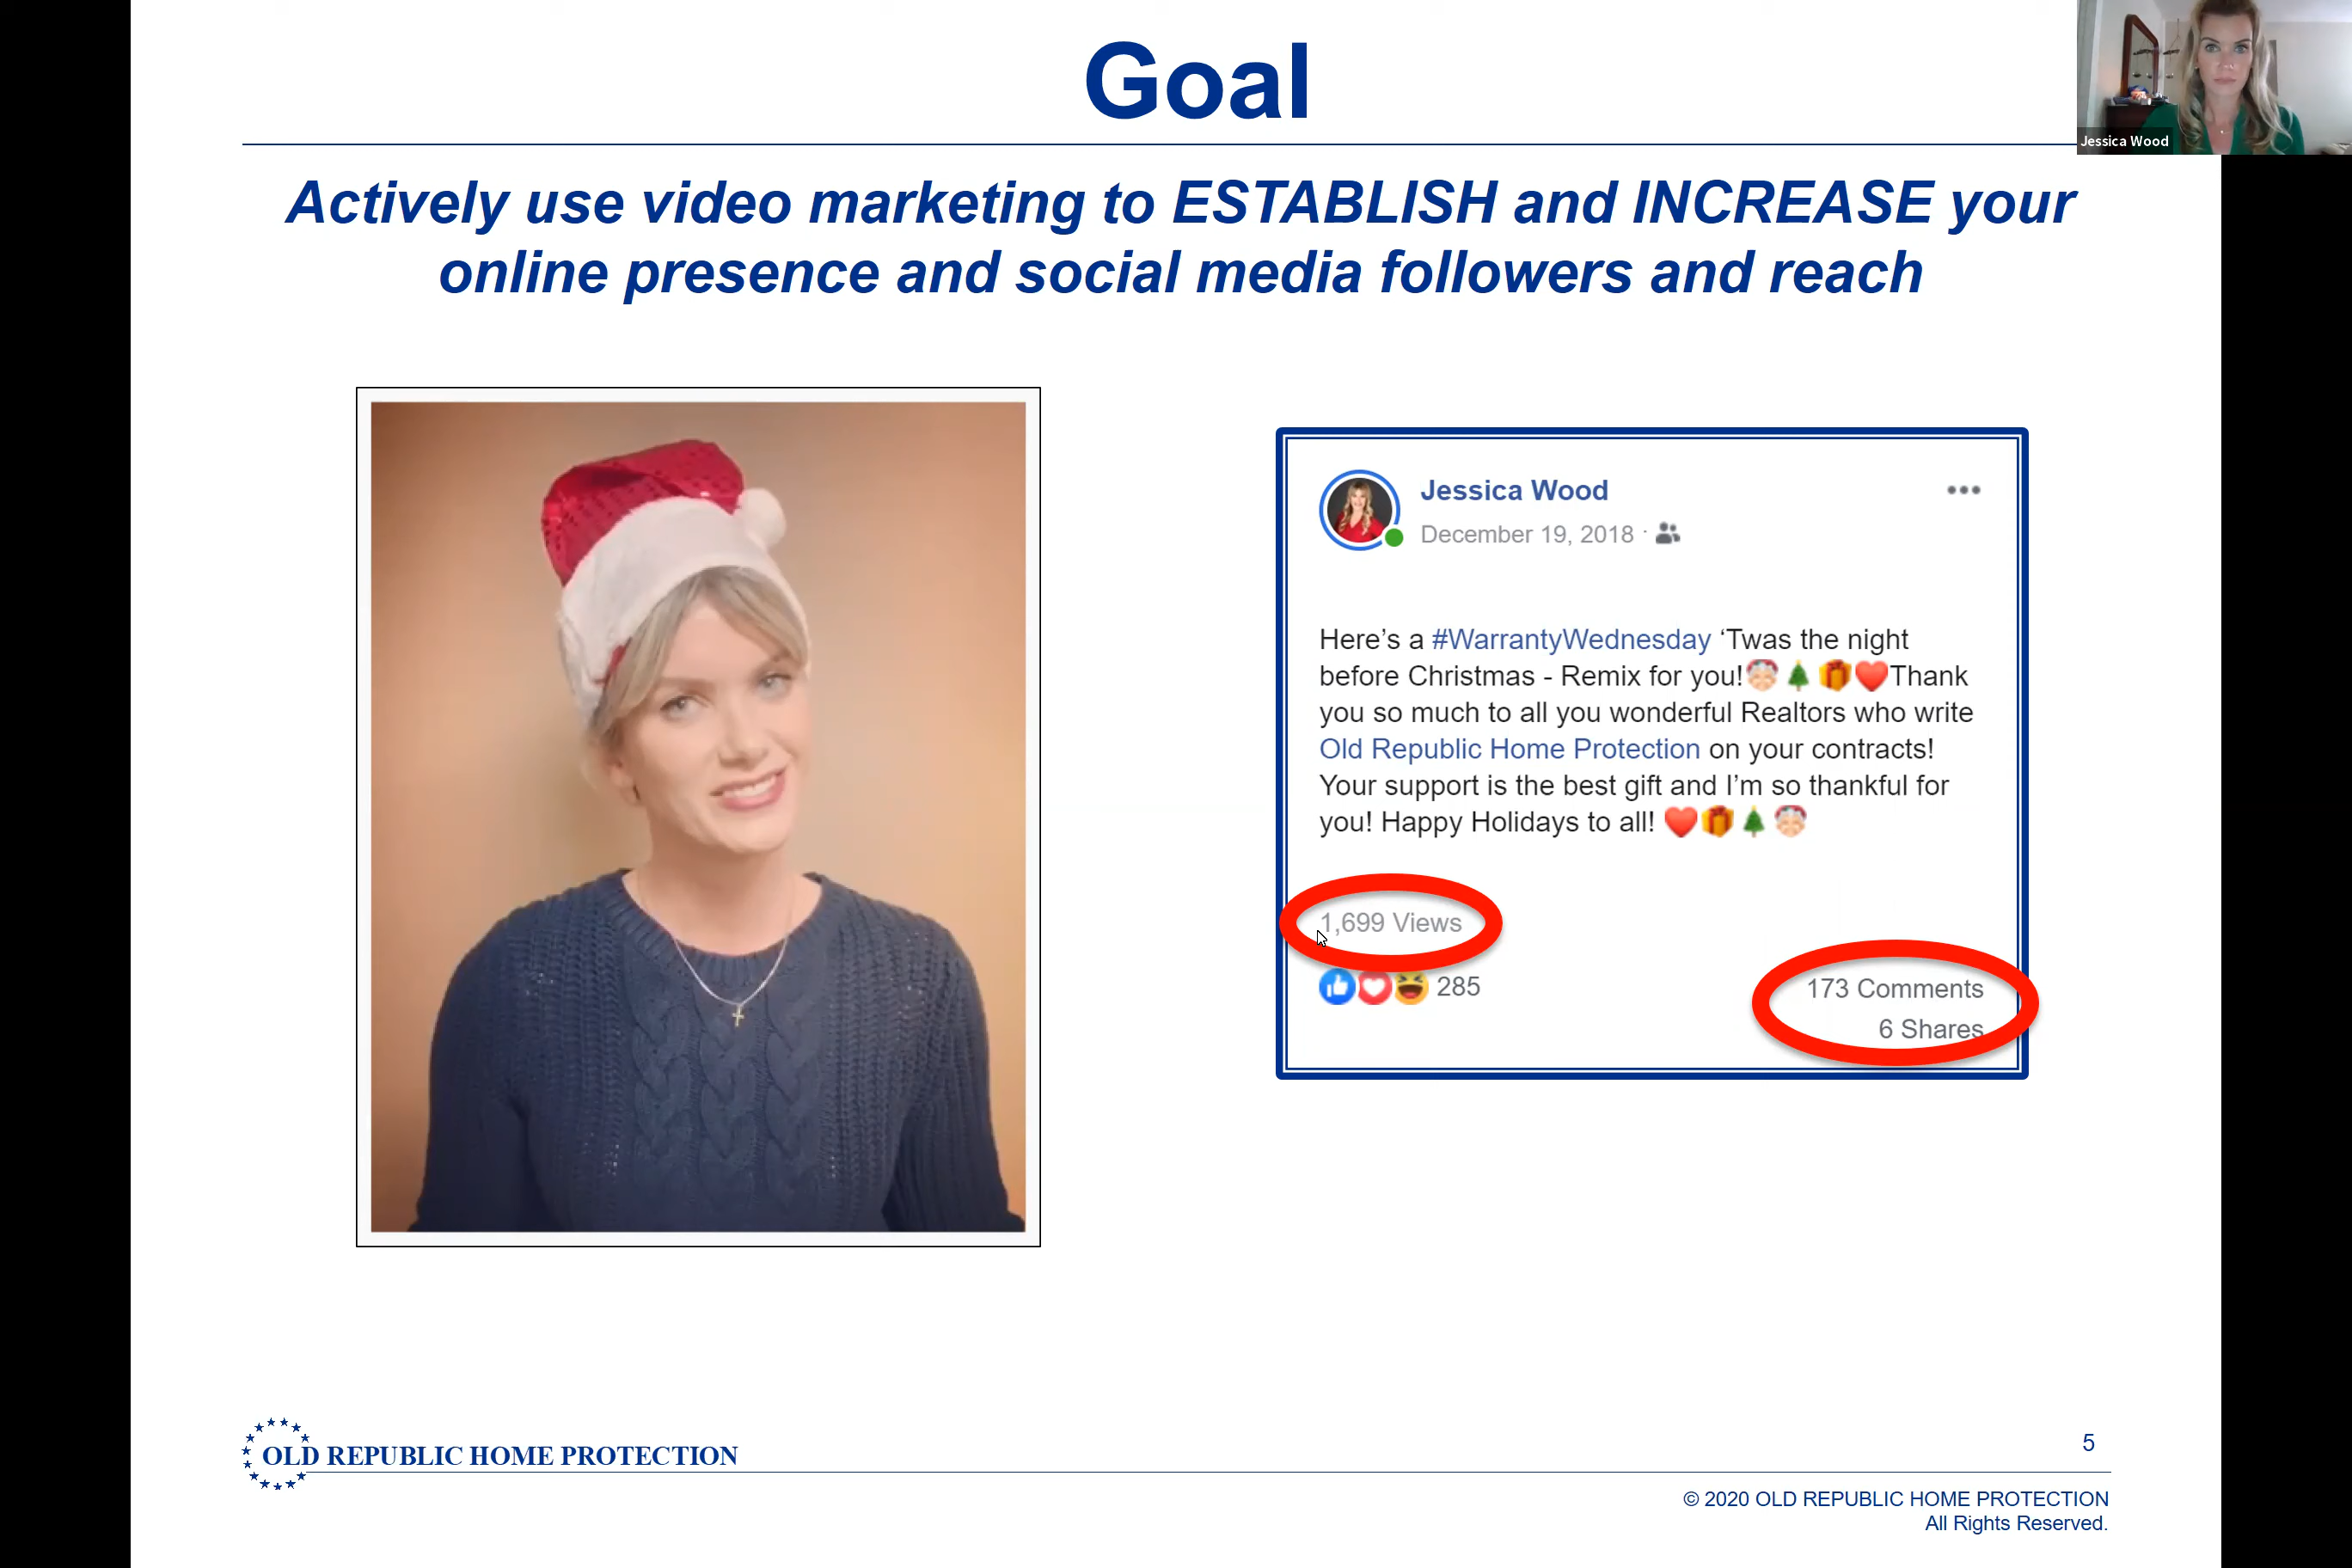 Goal
Jessica Wood
Actively use video marketing to ESTABLISH and INCREASE your
online presence and social media followers and reach
Jessica Wood
December 19, 2018 ·
Here’s a #WarrantyWednesday ‘Twas the night
before Christmas - Remix for you!🎅🎄🎁❤️Thank
you so much to all you wonderful Realtors who write
Old Republic Home Protection on your contracts!
Your support is the best gift and I’m so thankful for
you! Happy Holidays to all! ❤️🎁🎄🎅
1,699 Views
285
173 Comments
6 Shares
OLD REPUBLIC HOME PROTECTION
5
© 2020 OLD REPUBLIC HOME PROTECTION
All Rights Reserved.